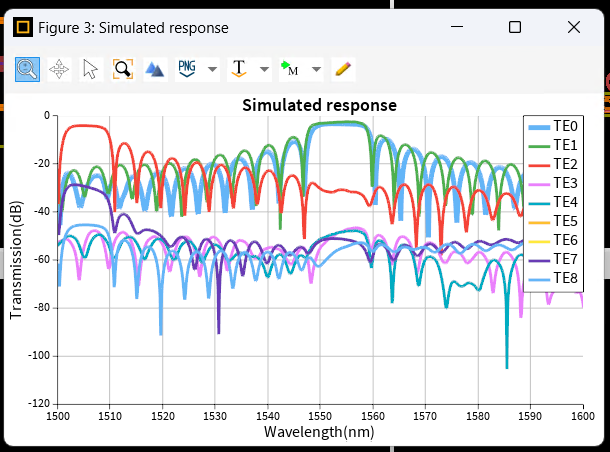 Figure 3: Simulated response
PNG T M
Simulated response
Transmission(dB)
0
-20
-40
-60
-80
-100
-120
1500 1510 1520 1530 1540 1550 1560 1570 1580 1590 1600
Wavelength(nm)
TE0
TE1
TE2
TE3
TE4
TE5
TE6
TE7
TE8